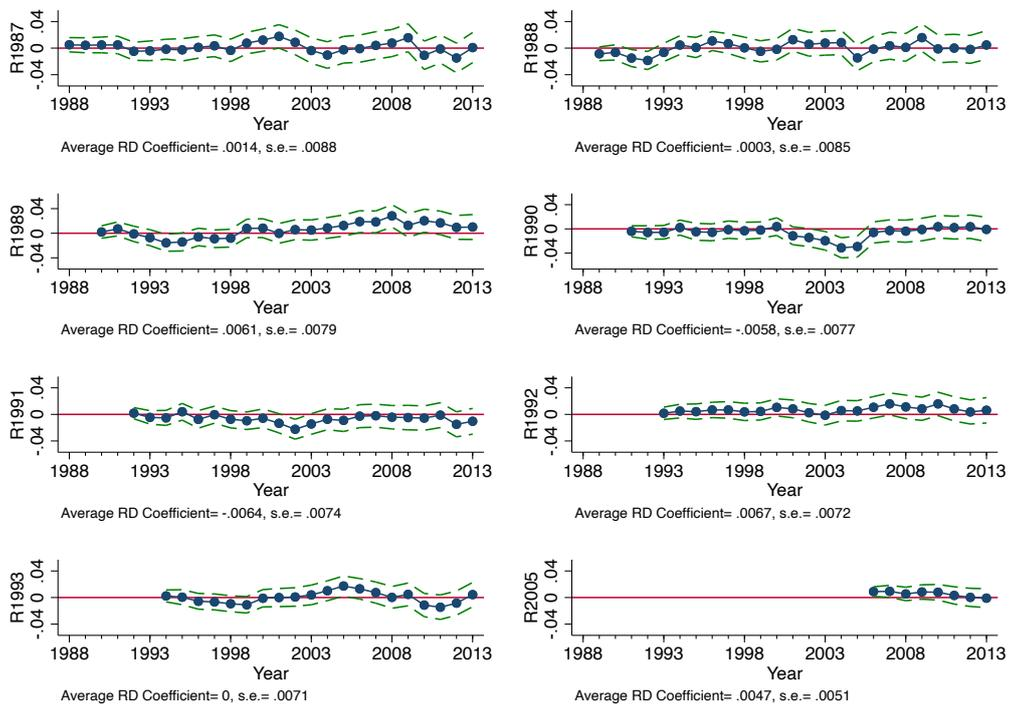 R1987
-.04 0 .04
1988 1993 1998 2003 2008 2013
Year
Average RD Coefficient= .0014, s.e.= .0088
R1988
-.04 0 .04
1988 1993 1998 2003 2008 2013
Year
Average RD Coefficient= .0003, s.e.= .0085
R1989
-.04 0 .04
1988 1993 1998 2003 2008 2013
Year
Average RD Coefficient= .0061, s.e.= .0079
R1990
-.04 0 .04
1988 1993 1998 2003 2008 2013
Year
Average RD Coefficient= -.0058, s.e.= .0077
R1991
-.04 0 .04
1988 1993 1998 2003 2008 2013
Year
Average RD Coefficient= -.0064, s.e.= .0074
R1992
-.04 0 .04
1988 1993 1998 2003 2008 2013
Year
Average RD Coefficient= .0067, s.e.= .0072
R1993
-.04 0 .04
1988 1993 1998 2003 2008 2013
Year
Average RD Coefficient= 0, s.e.= .0071
R2005
-.04 0 .04
1988 1993 1998 2003 2008 2013
Year
Average RD Coefficient= .0047, s.e.= .0051